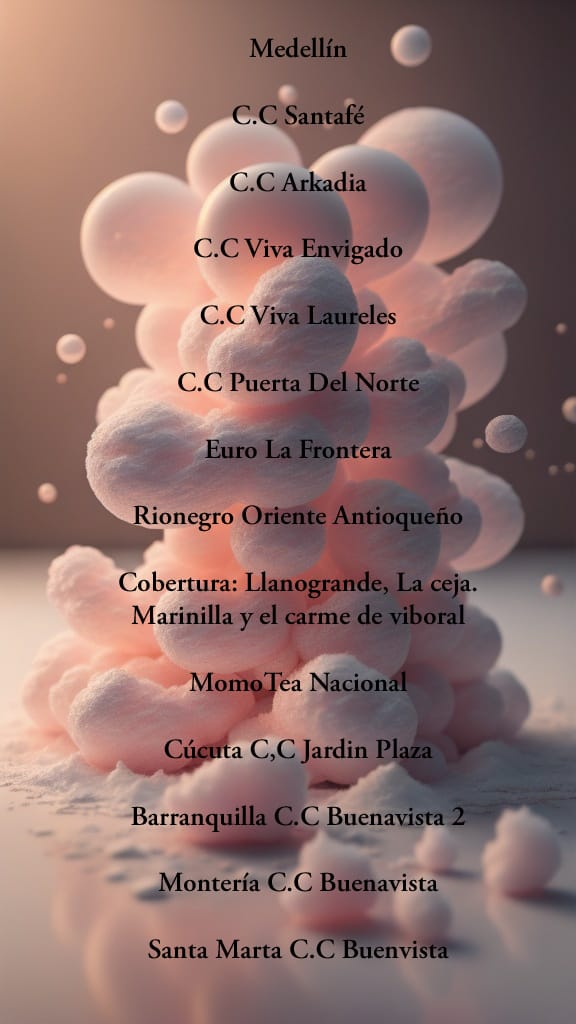 Medellín
C.C Santafé
C.C Arkadia
C.C Viva Envigado
C.C Viva Laureles
C.C Puerta Del Norte
Euro La Frontera
Rionegro Oriente Antioqueño
Cobertura: Llanogrande, La ceja.
Marinilla y el carme de viboral
MomoTea Nacional
Cúcuta C,C Jardin Plaza
Barranquilla C.C Buenavista 2
Montería C.C Buenavista
Santa Marta C.C Buenvista